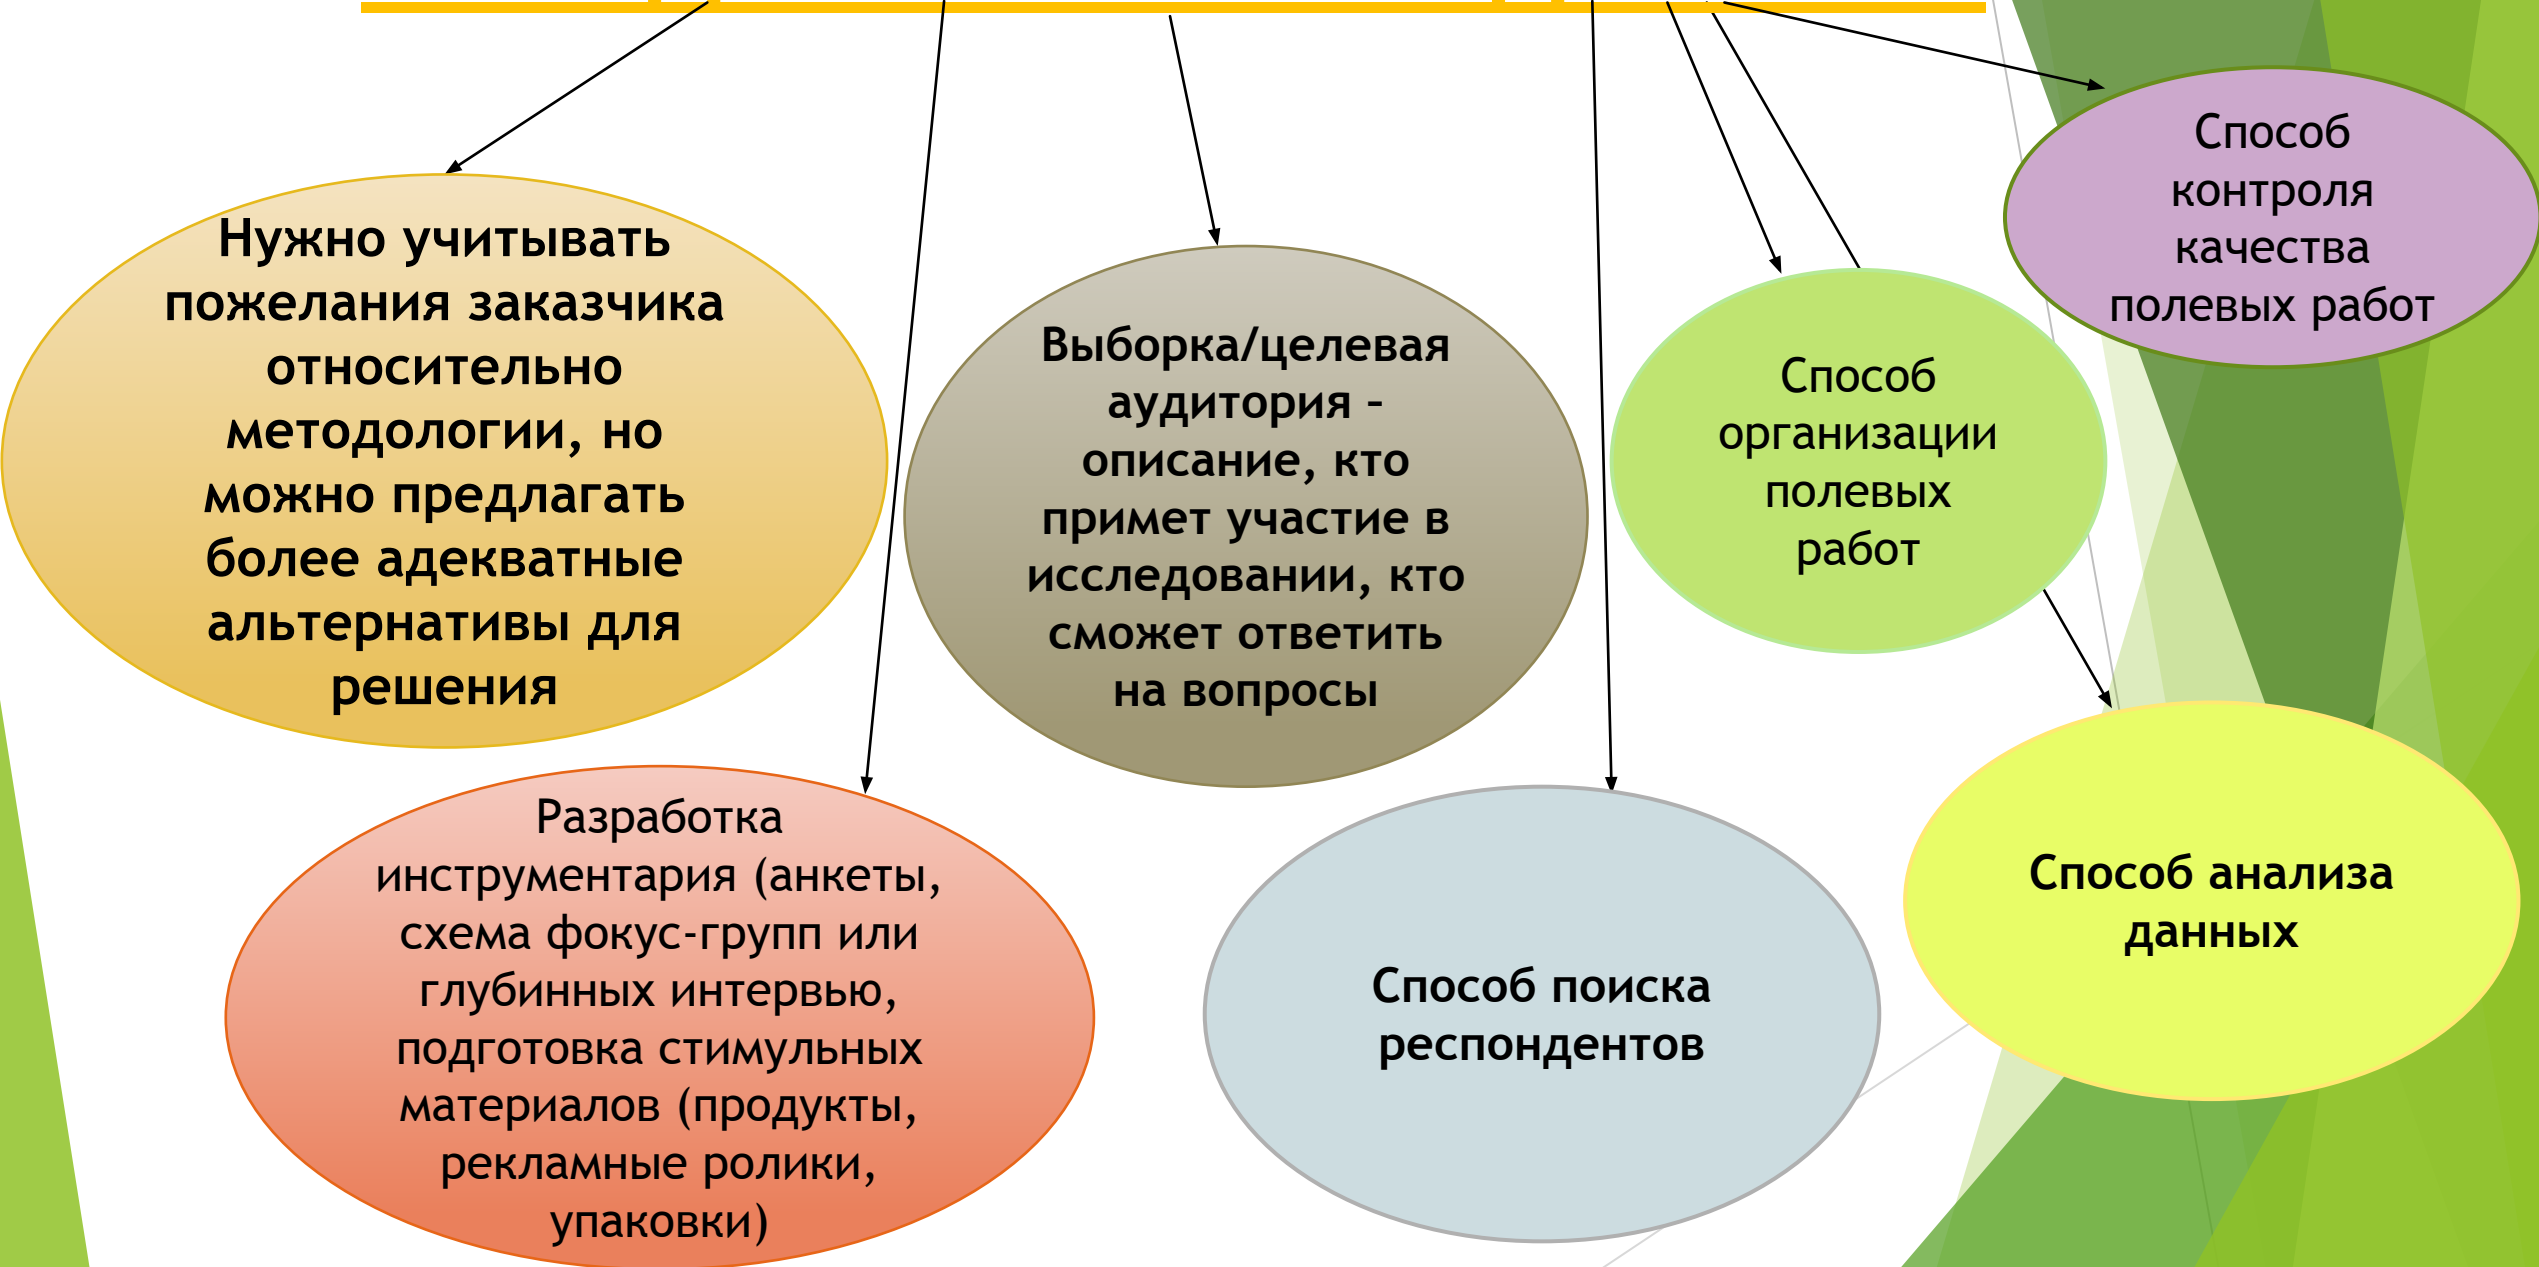 Нужно учитывать
пожелания заказчика
относительно
методологии, но
можно предлагать
более адекватные
альтернативы для
решения
Разработка
инструментария (анкеты,
схема фокус-групп или
глубинных интервью,
подготовка стимульных
материалов (продукты,
рекламные ролики,
упаковки)
Выборка/целевая
аудитория –
описание, кто
примет участие в
исследовании, кто
сможет ответить
на вопросы
Способ поиска
респондентов
Способ
организации
полевых
работ
Способ анализа
данных
Способ
контроля
качества
полевых работ